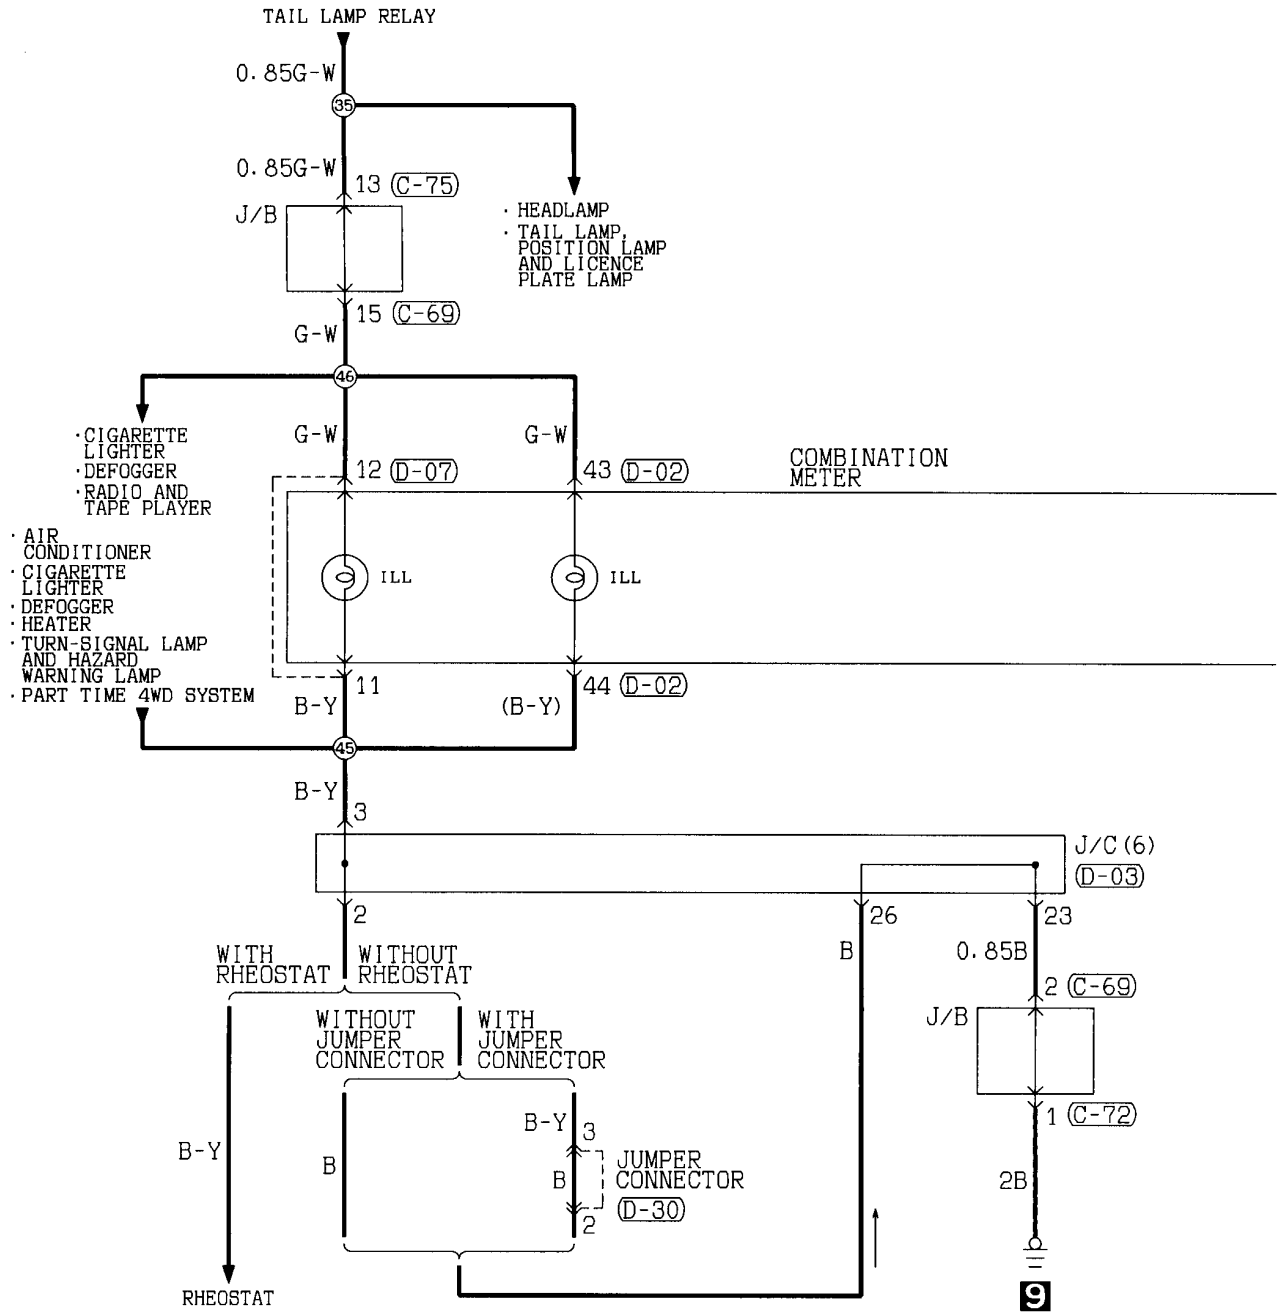 TAIL LAMP RELAY
0.85G-W
35
0.85G-W
13 C-75
J/B
· HEADLAMP
· TAIL LAMP,
POSITION LAMP
AND LICENCE
PLATE LAMP
15 C-69
G-W
46
·CIGARETTE
LIGHTER
·DEFOGGER
·RADIO AND
TAPE PLAYER
G-W
G-W
12 D-07
43 D-02
COMBINATION
METER
· AIR
CONDITIONER
· CIGARETTE
LIGHTER
· DEFOGGER
· HEATER
· TURN-SIGNAL LAMP
AND HAZARD
WARNING LAMP
· PART TIME 4WD SYSTEM
ILL
ILL
11
44 D-02
B-Y
(B-Y)
45
B-Y
3
J/C(6)
D-03
2
26
23
WITH
RHEOSTAT
WITHOUT
RHEOSTAT
B
0.85B
2 C-69
J/B
WITHOUT
JUMPER
CONNECTOR
WITH
JUMPER
CONNECTOR
1 C-72
B-Y
B-Y
3
B
B
JUMPER
CONNECTOR
D-30
2
2B
RHEOSTAT
9